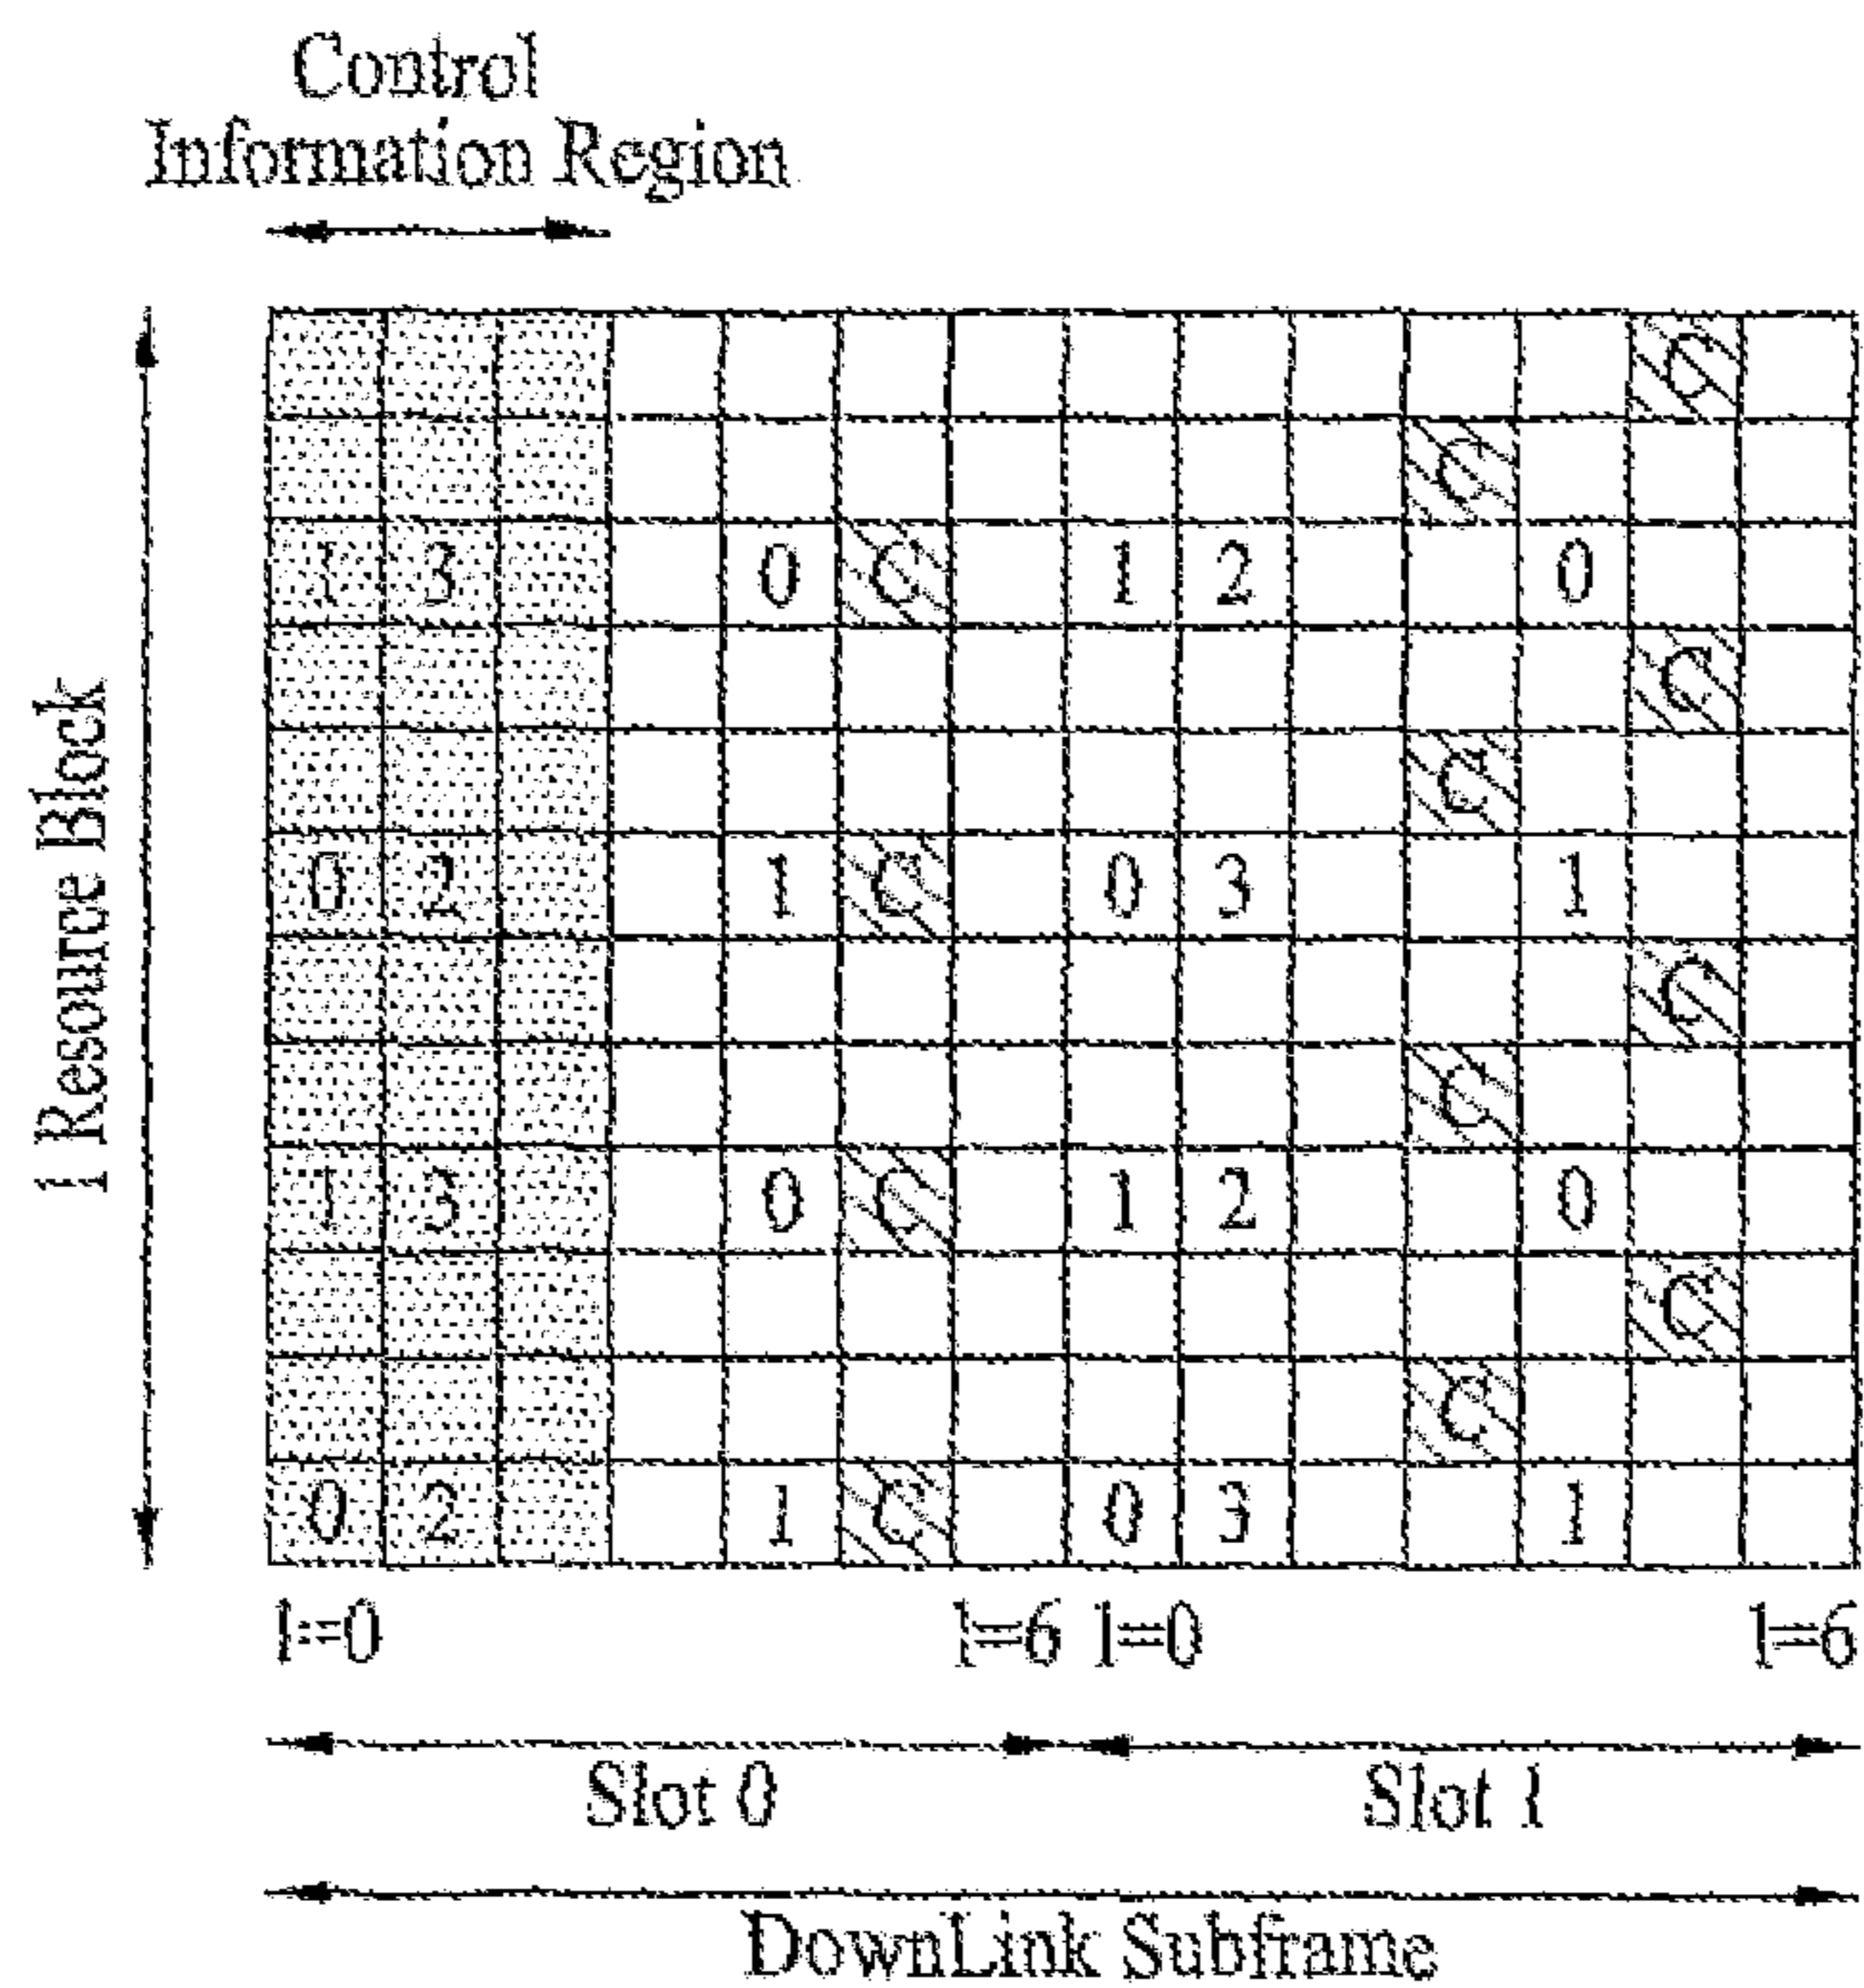 Control
Information Region
1 Resource Block
C
C
1 3 0 C 1 2 0
C
C
0 2 1 C 0 3 1
C
C
1 3 0 C 1 2 0
C
C
0 2 1 C 0 3 1
l=0 l=6 l=0 l=6
Slot 0 Slot 1
DownLink Subframe